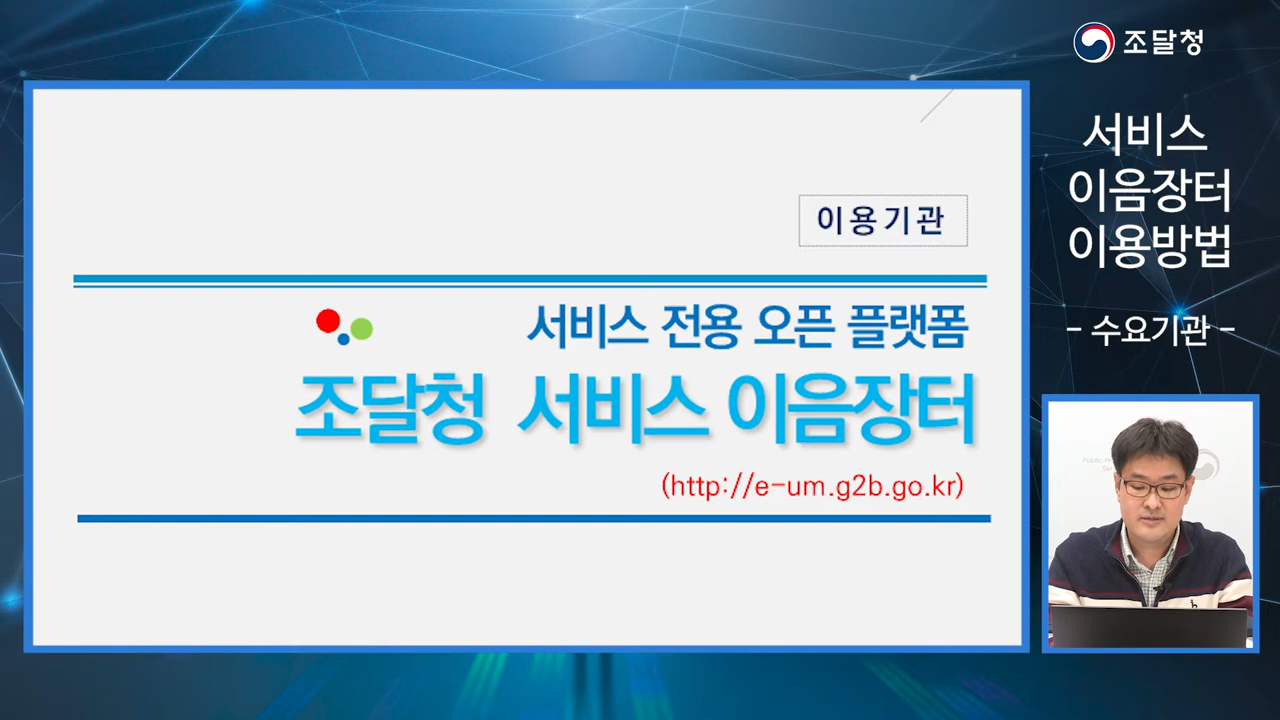 조달청
서비스
이음장터
이용방법
- 수요기관 -
이용기관
서비스 전용 오픈 플랫폼
조달청 서비스 이음장터
(http://e-um.g2b.go.kr)